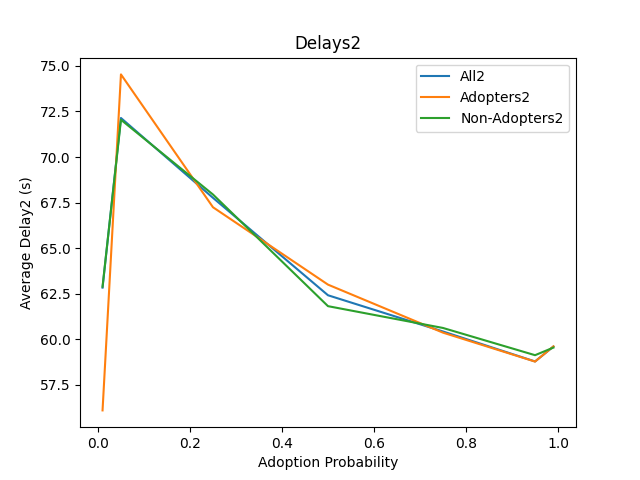 Delays2
All2
Adopters2
Non-Adopters2
Average Delay2 (s)
75.0
72.5
70.0
67.5
65.0
62.5
60.0
57.5
0.0 0.2 0.4 0.6 0.8 1.0
Adoption Probability